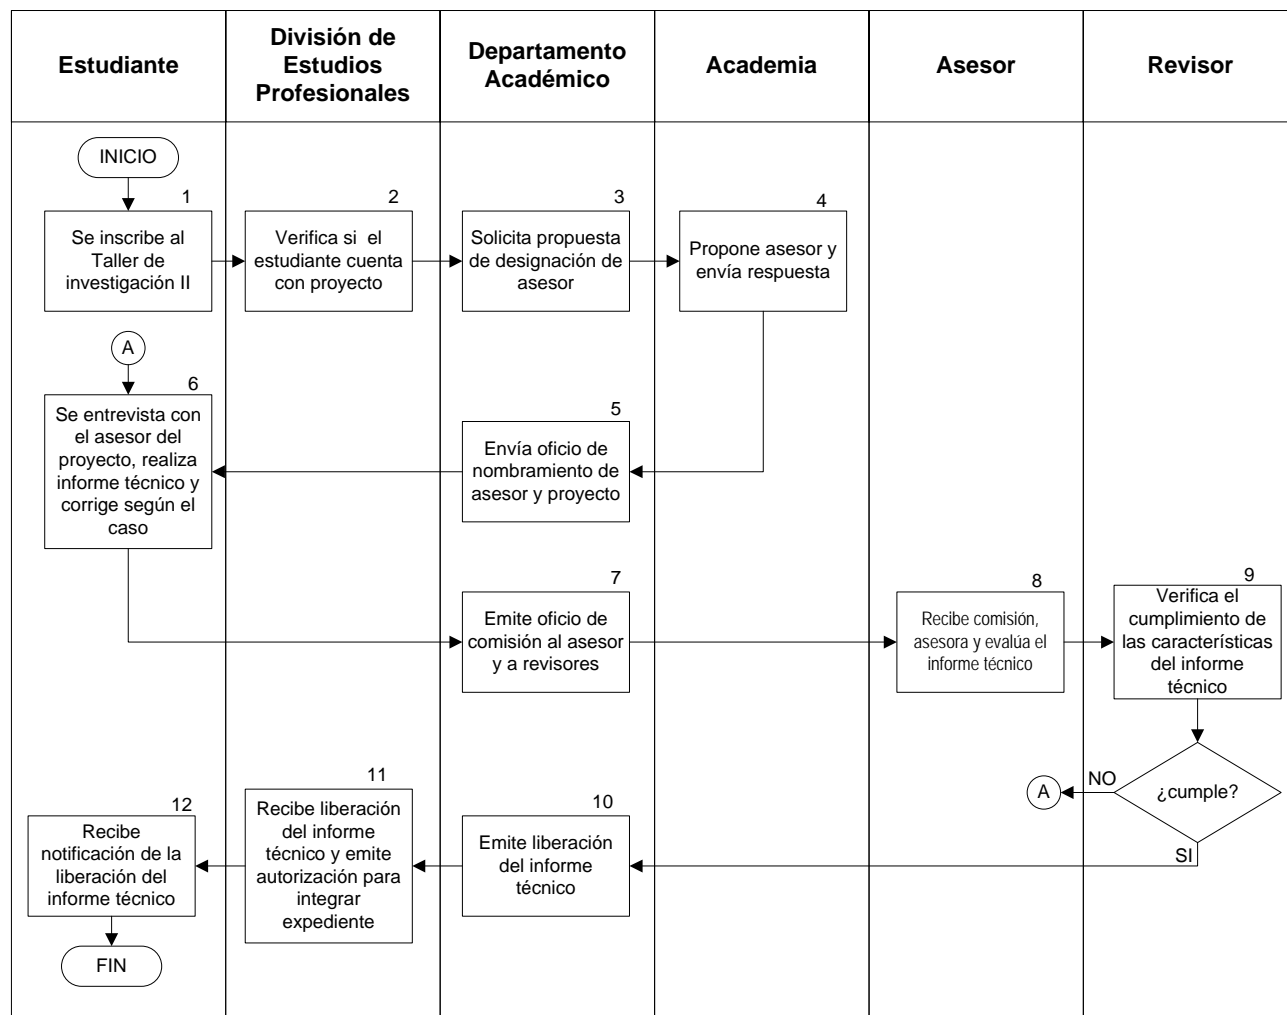 Estudiante
División de
Estudios
Profesionales
Departamento
Académico
Academia
Asesor
Revisor
INICIO
1
Se inscribe al
Taller de
investigación II
2
Verifica si el
estudiante cuenta
con proyecto
3
Solicita propuesta
de designación de
asesor
4
Propone asesor y
envía respuesta
A
6
Se entrevista con
el asesor del
proyecto, realiza
informe técnico y
corrige según el
caso
5
Envía oficio de
nombramiento de
asesor y proyecto
7
Emite oficio de
comisión al asesor
y a revisores
8
Recibe comisión,
asesora y evalúa el
informe técnico
9
Verifica el
cumplimiento de
las características
del informe
técnico
¿cumple?
NO
A
SI
10
Emite liberación
del informe
técnico
11
Recibe liberación
del informe
técnico y emite
autorización para
integrar
expediente
12
Recibe
notificación de la
liberación del
informe técnico
FIN